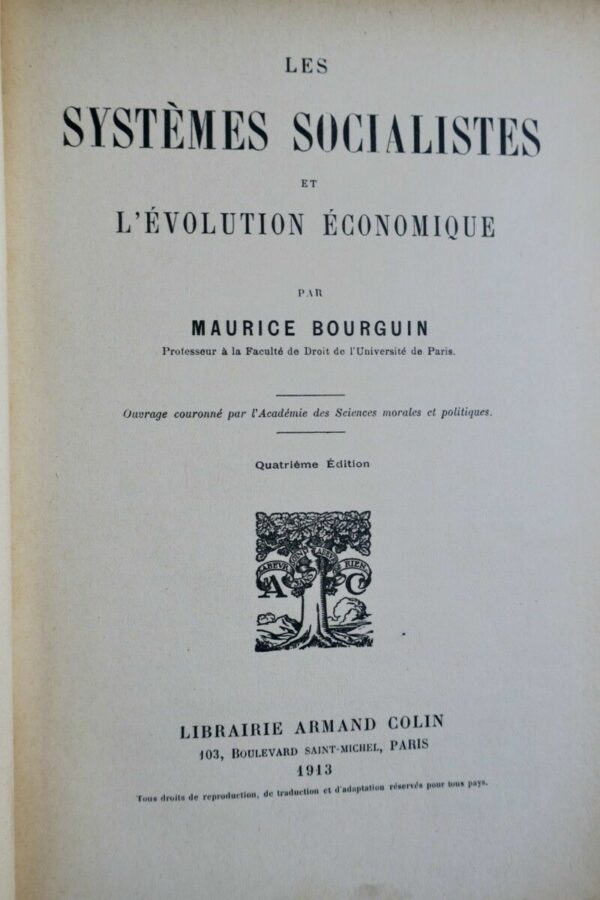 LES
SYSTÈMES SOCIALISTES
ET
L'ÉVOLUTION ÉCONOMIQUE
PAR
MAURICE BOURGUIN
Professeur à la Faculté de Droit de l'Université de Paris.
Ouvrage couronné par l'Académie des Sciences morales et politiques.
Quatrième Édition
A C
LIBRAIRIE ARMAND COLIN
103, BOULEVARD SAINT-MICHEL, PARIS
1913
Tous droits de reproduction, de traduction et d'adaptation réservés pour tous pays.